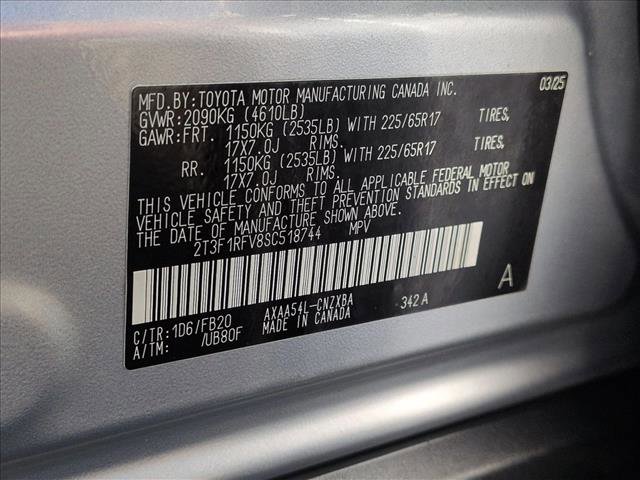 03/25
MFD.BY:TOYOTA MOTOR MANUFACTURING CANADA INC.
GVWR:2090KG (4610LB)
GAWR:FRT. 1150KG (2535LB) WITH 225/65R17 TIRES,
17X7.0J RIMS.
RR. 1150KG (2535LB) WITH 225/65R17 TIRES,
17X7.0J RIMS.
THIS VEHICLE CONFORMS TO ALL APPLICABLE FEDERAL MOTOR
VEHICLE SAFETY AND THEFT PREVENTION STANDARDS IN EFFECT ON
THE DATE OF MANUFACTURE SHOWN ABOVE.
2T3F1RFV8SC518744 MPV
A
C/TR:1D6/FB20 AXAA54L-CNZXBA 342A
A/TM: /UB80F MADE IN CANADA